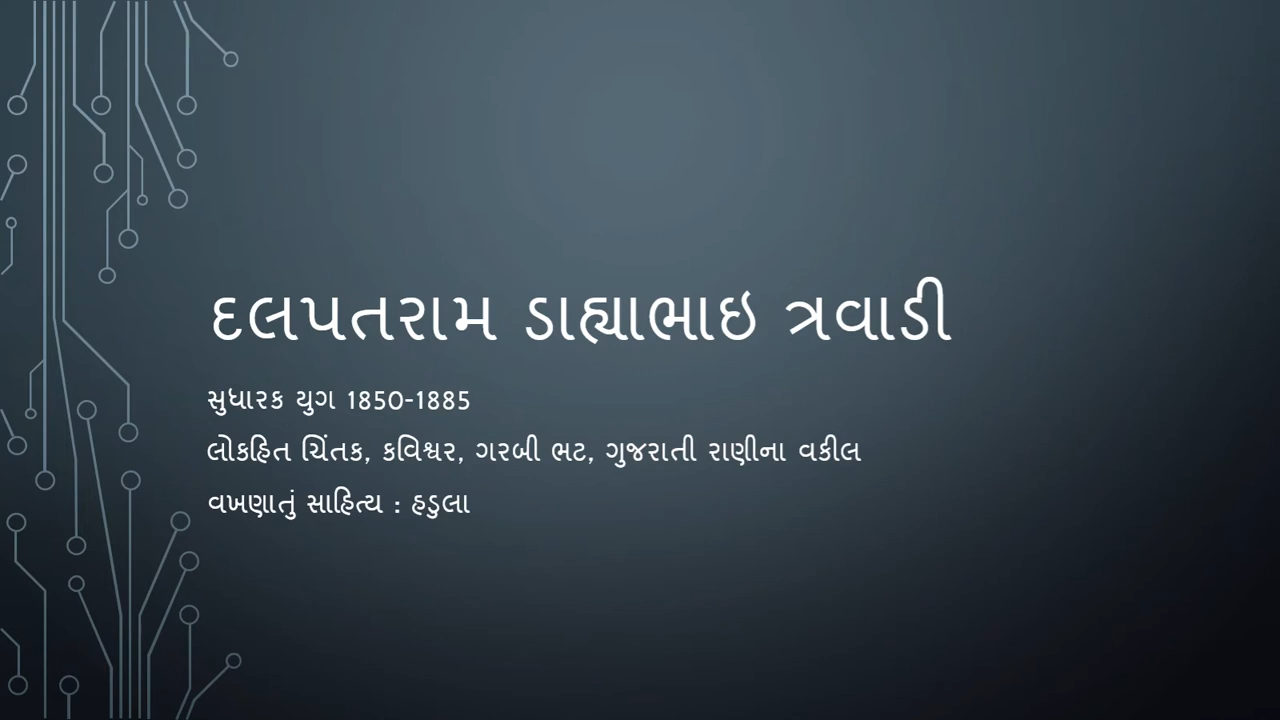 દલપતરામ ડાહ્યાભાઇ ત્રવાડી
સુધારક યુગ 1850-1885
લોકહિત ચિંતક, કવિશ્વર, ગરબી ભટ, ગુજરાતી રાણીના વકીલ
વખણાતું સાહિત્ય : હડુલા